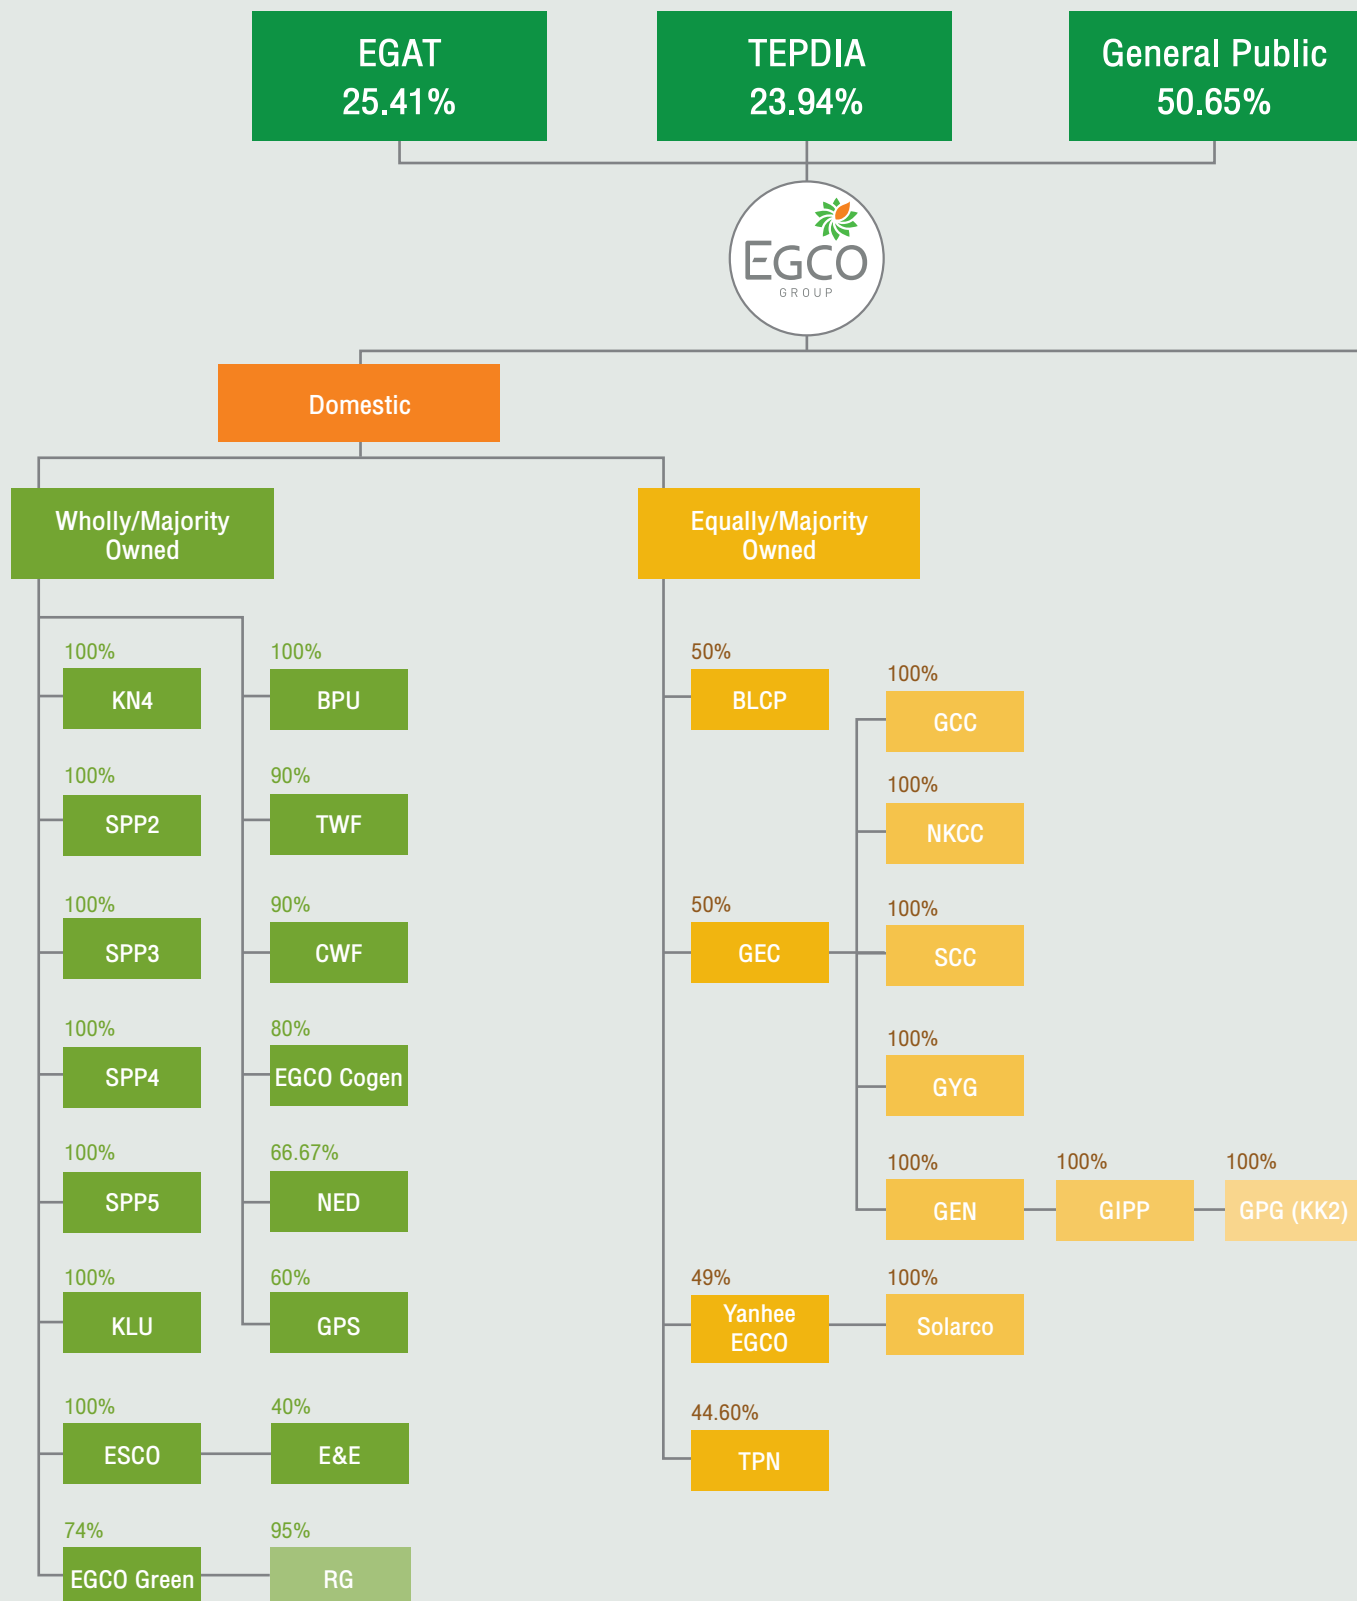 EGAT
25.41%
TEPDIA
23.94%
General Public
50.65%
EGCO
GROUP
Domestic
Wholly/Majority
Owned
Equally/Majority
Owned
100%
KN4
100%
BPU
100%
SPP2
90%
TWF
100%
SPP3
90%
CWF
100%
SPP4
80%
EGCO Cogen
100%
SPP5
66.67%
NED
100%
KLU
60%
GPS
100%
ESCO
40%
E&E
74%
EGCO Green
95%
RG
50%
BLCP
50%
GEC
100%
GCC
100%
NKCC
100%
SCC
100%
GYG
100%
GEN
100%
GIPP
100%
GPG (KK2)
49%
Yanhee
EGCO
100%
Solarco
44.60%
TPN